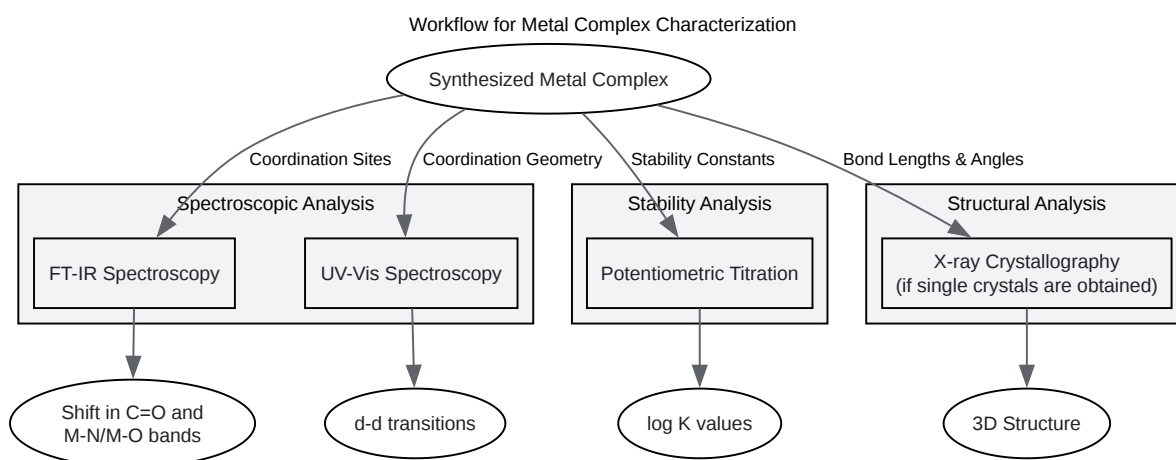 Workflow for Metal Complex Characterization
Synthesized Metal Complex
Coordination Sites
Coordination Geometry
Stability Constants
Bond Lengths & Angles
Spectroscopic Analysis
Stability Analysis
Structural Analysis
FT-IR Spectroscopy
UV-Vis Spectroscopy
Potentiometric Titration
X-ray Crystallography
(if single crystals are obtained)
Shift in C=O and
M-N/M-O bands
d-d transitions
log K values
3D Structure